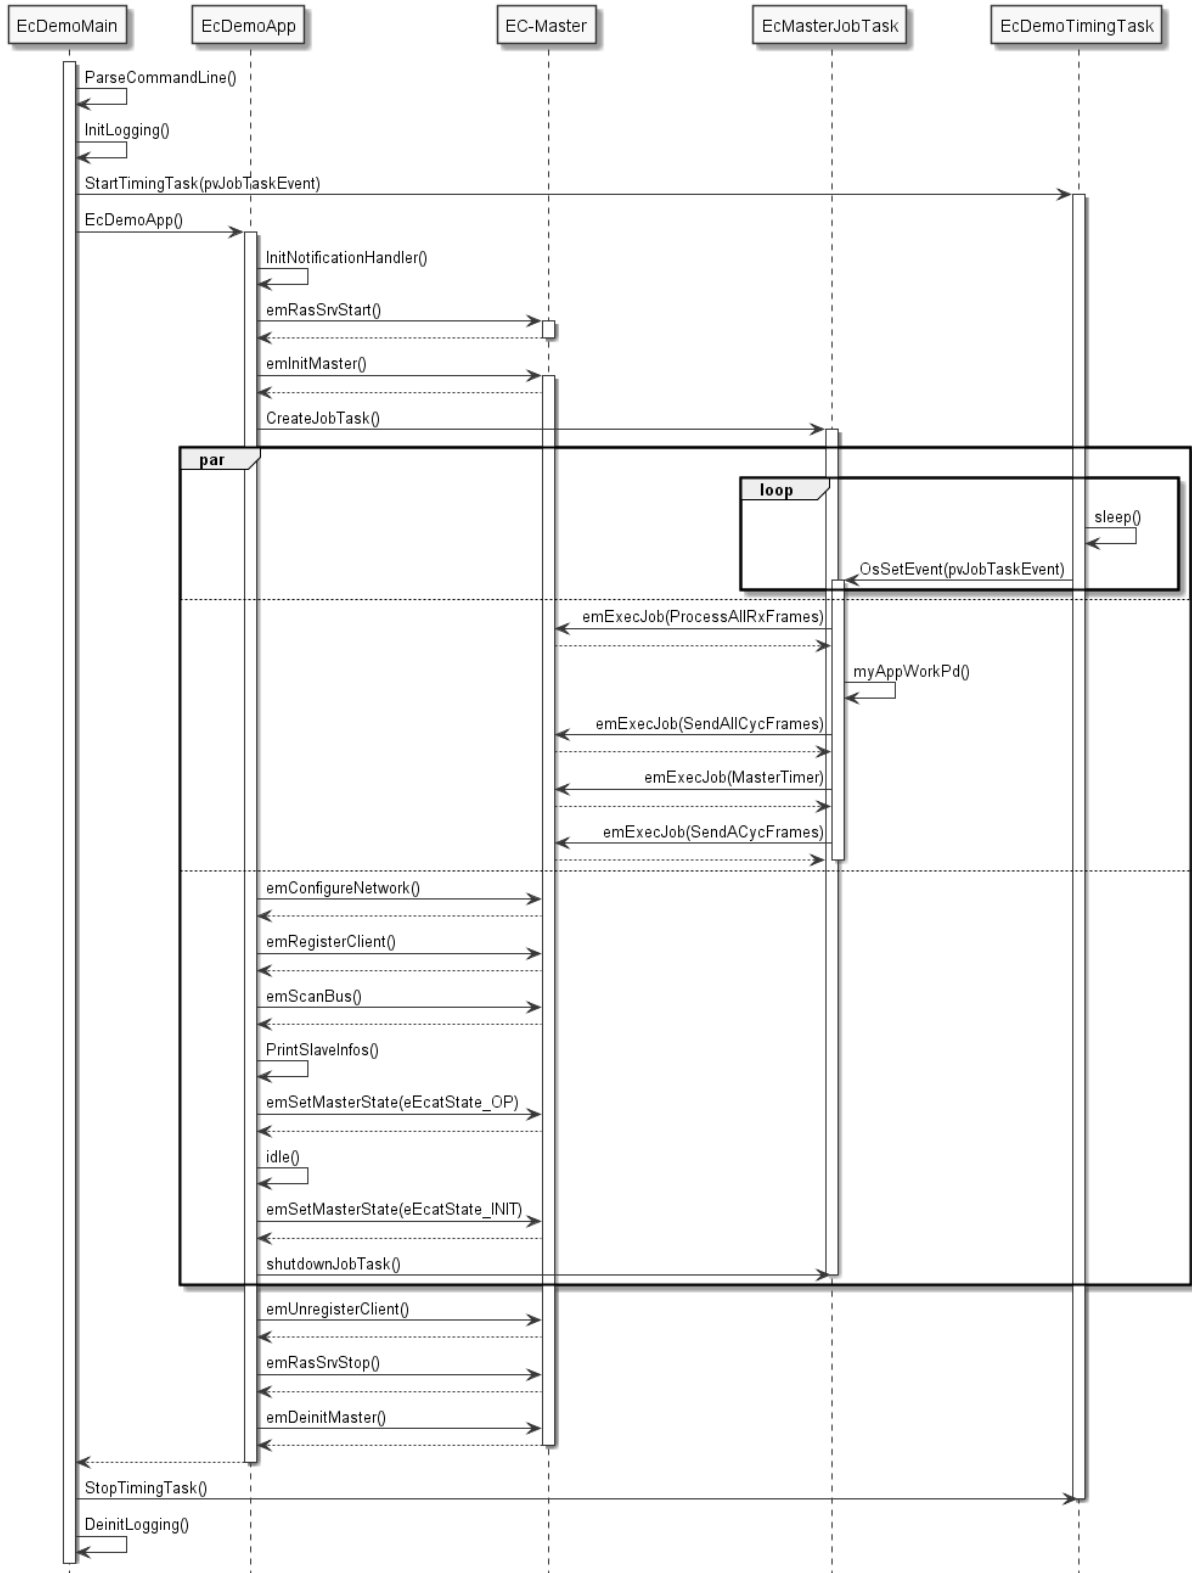 EcDemoMain
EcDemoApp
EC-Master
EcMasterJobTask
EcDemoTimingTask
ParseCommandLine()
InitLogging()
StartTimingTask(pvJobTaskEvent)
EcDemoApp()
InitNotificationHandler()
emRasSrvStart()
emInitMaster()
CreateJobTask()
par
loop
sleep()
OsSetEvent(pvJobTaskEvent)
emExecJob(ProcessAllRxFrames)
myAppWorkPd()
emExecJob(SendAllCycFrames)
emExecJob(MasterTimer)
emExecJob(SendACycFrames)
emConfigureNetwork()
emRegisterClient()
emScanBus()
PrintSlaveInfos()
emSetMasterState(eEcatState_OP)
idle()
emSetMasterState(eEcatState_INIT)
shutdownJobTask()
emUnregisterClient()
emRasSrvStop()
emDeinitMaster()
StopTimingTask()
DeinitLogging()